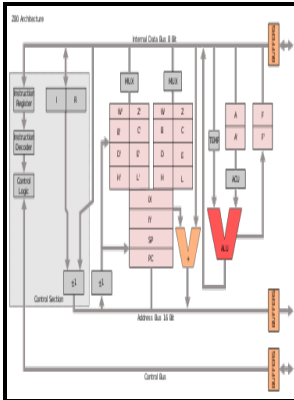 Z80 Architecture
Internal Data Bus 8 Bit
BUFFERS
Instruction
Register
I R
MUX MUX
W' Z' W Z
B' C' B C
D' E' D E
H' L' H L
Instruction
Decoder
Control
Logic
TEMP
A F
A' F'
ACU
IX
IY
SP
PC
+
ALU
±1 ±1
Control Section
Address Bus 16 Bit
BUFFERS
Control Bus
BUFFERS